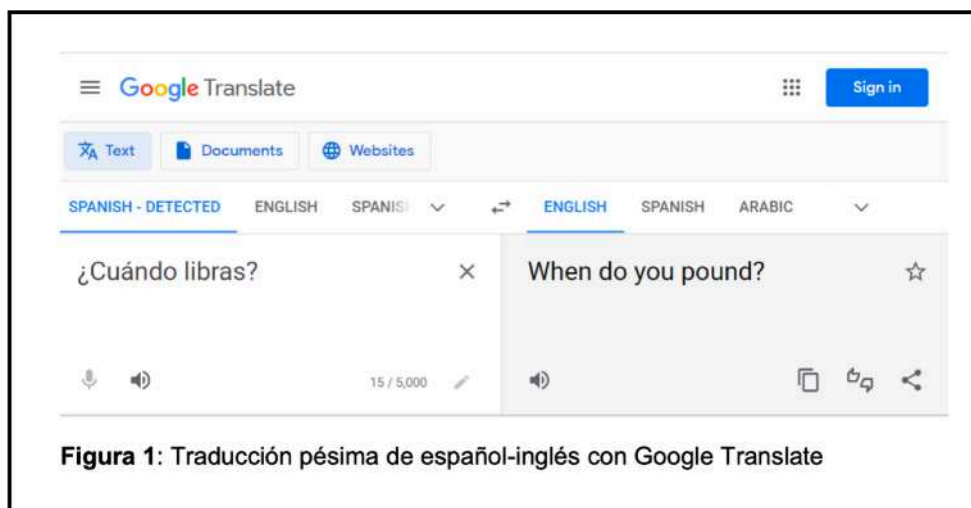 Google Translate
Sign in
Text Documents Websites
SPANISH - DETECTED ENGLISH SPANIS ENGLISH SPANISH ARABIC
¿Cuándo libras? When do you pound?
15 / 5,000
Figura 1: Traducción pésima de español-inglés con Google Translate